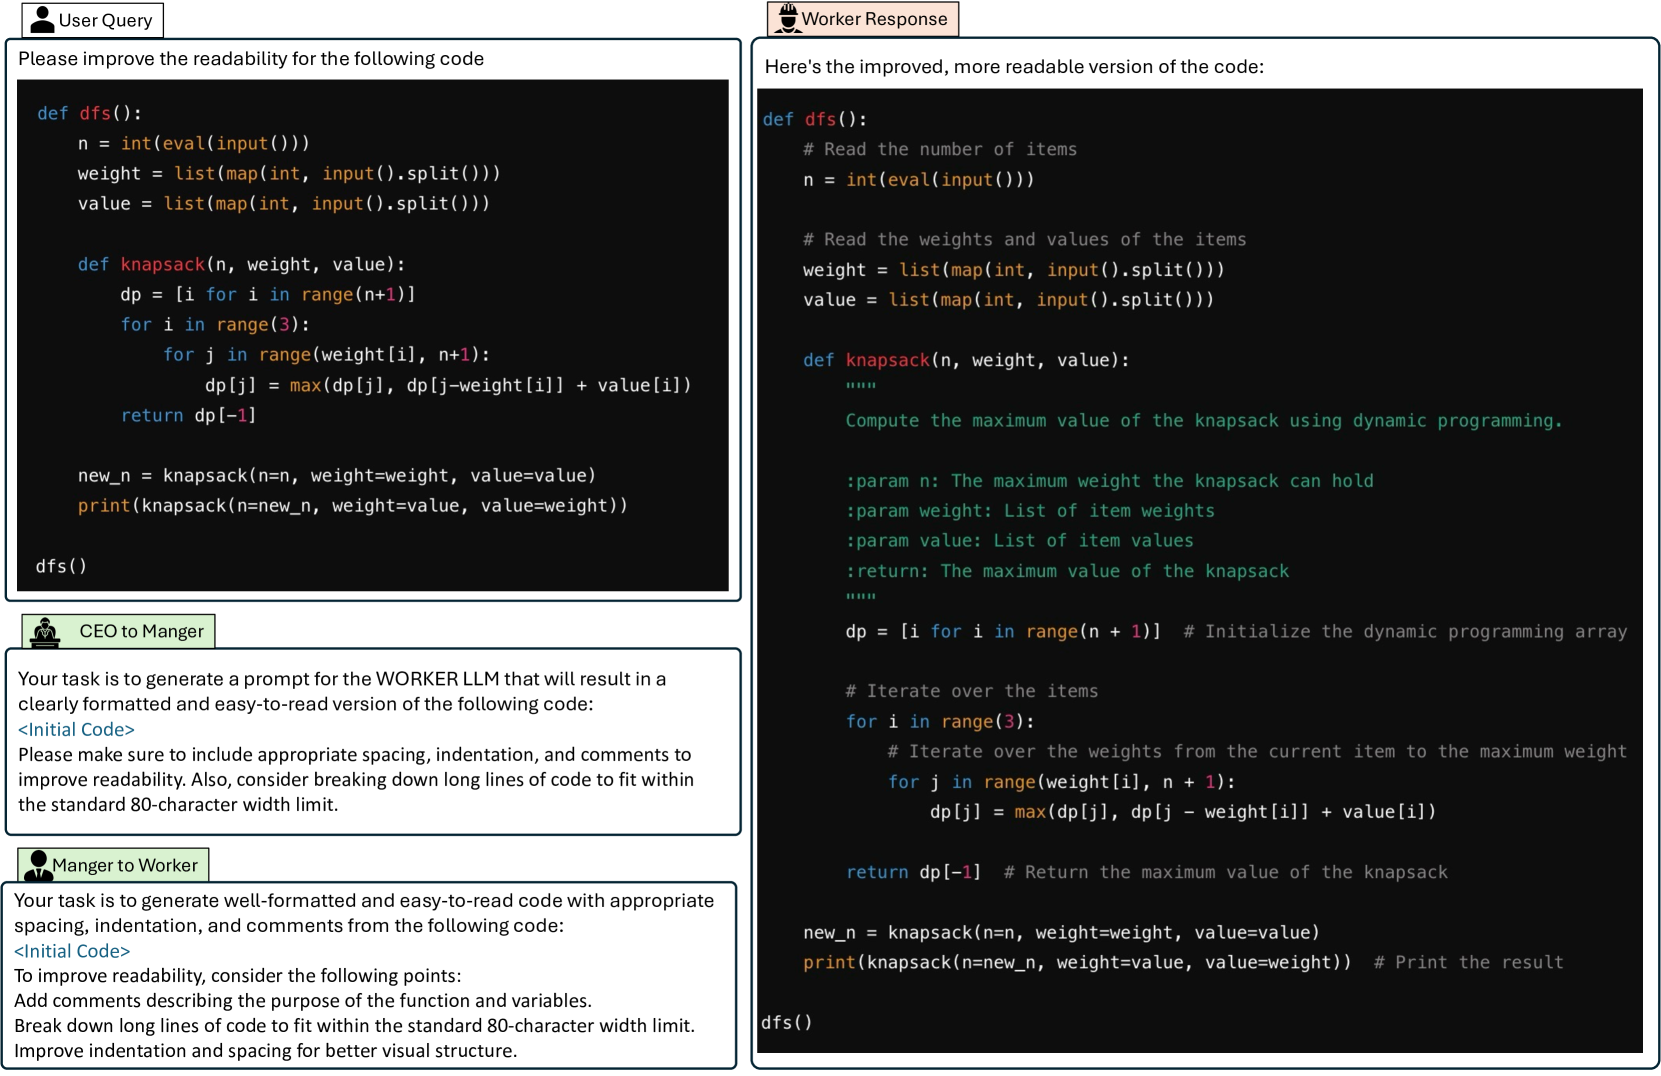 User Query
Please improve the readability for the following code
def dfs():
    n = int(eval(input()))
    weight = list(map(int, input().split()))
    value = list(map(int, input().split()))
    def knapsack(n, weight, value):
        dp = [i for i in range(n+1)]
        for i in range(3):
            for j in range(weight[i], n+1):
                dp[j] = max(dp[j], dp[j-weight[i]] + value[i])
        return dp[-1]
    new_n = knapsack(n=n, weight=weight, value=value)
    print(knapsack(n=new_n, weight=value, value=weight))
dfs()
CEO to Manger
Your task is to generate a prompt for the WORKER LLM that will result in a
clearly formatted and easy-to-read version of the following code:
<Initial Code>
Please make sure to include appropriate spacing, indentation, and comments to
improve readability. Also, consider breaking down long lines of code to fit within
the standard 80-character width limit.
Manger to Worker
Your task is to generate well-formatted and easy-to-read code with appropriate
spacing, indentation, and comments from the following code:
<Initial Code>
To improve readability, consider the following points:
Add comments describing the purpose of the function and variables.
Break down long lines of code to fit within the standard 80-character width limit.
Improve indentation and spacing for better visual structure.
Worker Response
Here's the improved, more readable version of the code:
def dfs():
    # Read the number of items
    n = int(eval(input()))
    # Read the weights and values of the items
    weight = list(map(int, input().split()))
    value = list(map(int, input().split()))
    def knapsack(n, weight, value):
        """
        Compute the maximum value of the knapsack using dynamic programming.
        :param n: The maximum weight the knapsack can hold
        :param weight: List of item weights
        :param value: List of item values
        :return: The maximum value of the knapsack
        """
        dp = [i for i in range(n + 1)]  # Initialize the dynamic programming array
        # Iterate over the items
        for i in range(3):
            # Iterate over the weights from the current item to the maximum weight
            for j in range(weight[i], n + 1):
                dp[j] = max(dp[j], dp[j - weight[i]] + value[i])
        return dp[-1]  # Return the maximum value of the knapsack
    new_n = knapsack(n=n, weight=weight, value=value)
    print(knapsack(n=new_n, weight=value, value=weight))  # Print the result
dfs()